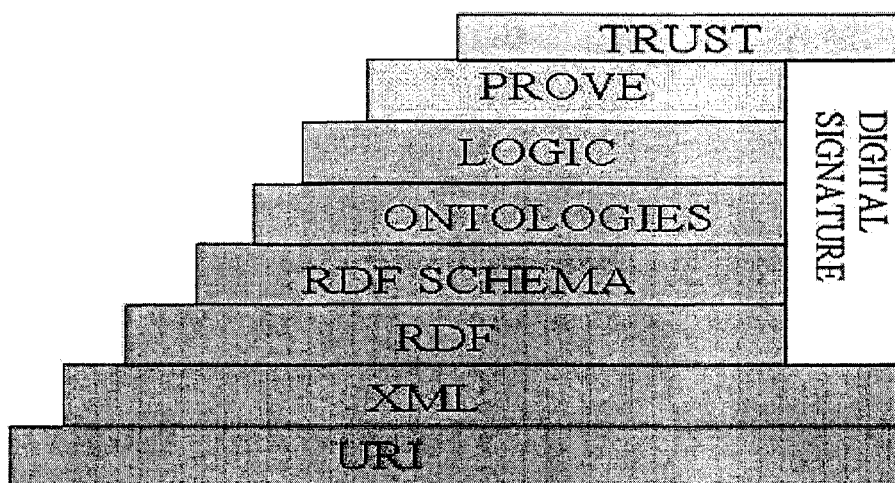 TRUST
PROVE
LOGIC
ONTOLOGIES
RDF SCHEMA
RDF
XML
URI
DIGITAL
SIGNATURE